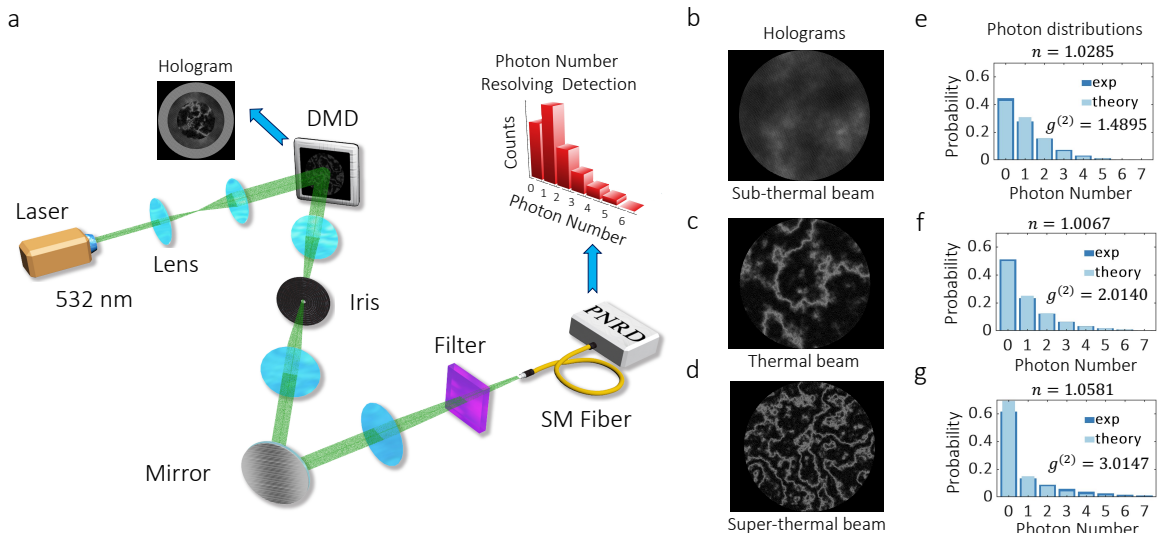 a
Hologram
DMD
Laser
Lens
532 nm
Iris
Mirror
Filter
SM Fiber
PNRD
Photon Number
Resolving Detection
Counts
0 1 2 3 4 5 6
Photon Number
b
Holograms
Sub-thermal beam
c
Thermal beam
d
Super-thermal beam
e
Photon distributions
n = 1.0285
Probability
0.6
0.4
0.2
0
exp
theory
g⁽²⁾ = 1.4895
0 1 2 3 4 5 6 7
Photon Number
f
n = 1.0067
Probability
0.6
0.4
0.2
0
exp
theory
g⁽²⁾ = 2.0140
0 1 2 3 4 5 6 7
Photon Number
g
n = 1.0581
Probability
0.6
0.4
0.2
0
exp
theory
g⁽²⁾ = 3.0147
0 1 2 3 4 5 6 7
Photon Number